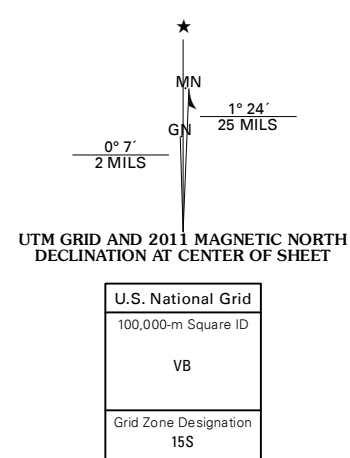 ★
MN
1° 24´
25 MILS
GN
0° 7´
2 MILS
UTM GRID AND 2011 MAGNETIC NORTH
DECLINATION AT CENTER OF SHEET
U.S. National Grid
100,000-m Square ID
VB
Grid Zone Designation
15S